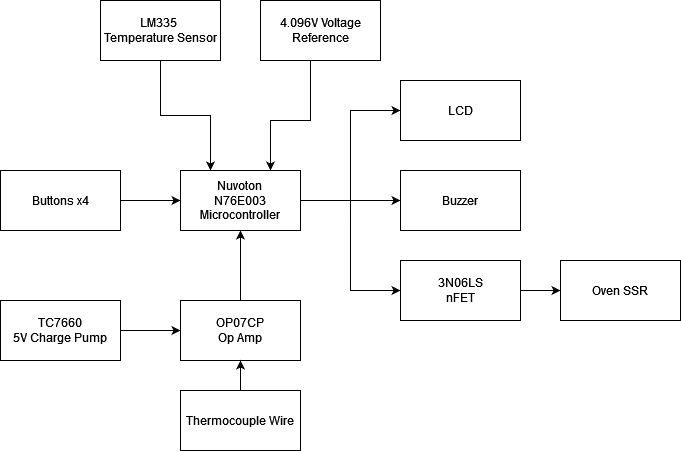 LM335
Temperature Sensor
4.096V Voltage
Reference
LCD
Buttons x4
Nuvoton
N76E003
Microcontroller
Buzzer
3N06LS
nFET
Oven SSR
TC7660
5V Charge Pump
OP07CP
Op Amp
Thermocouple Wire